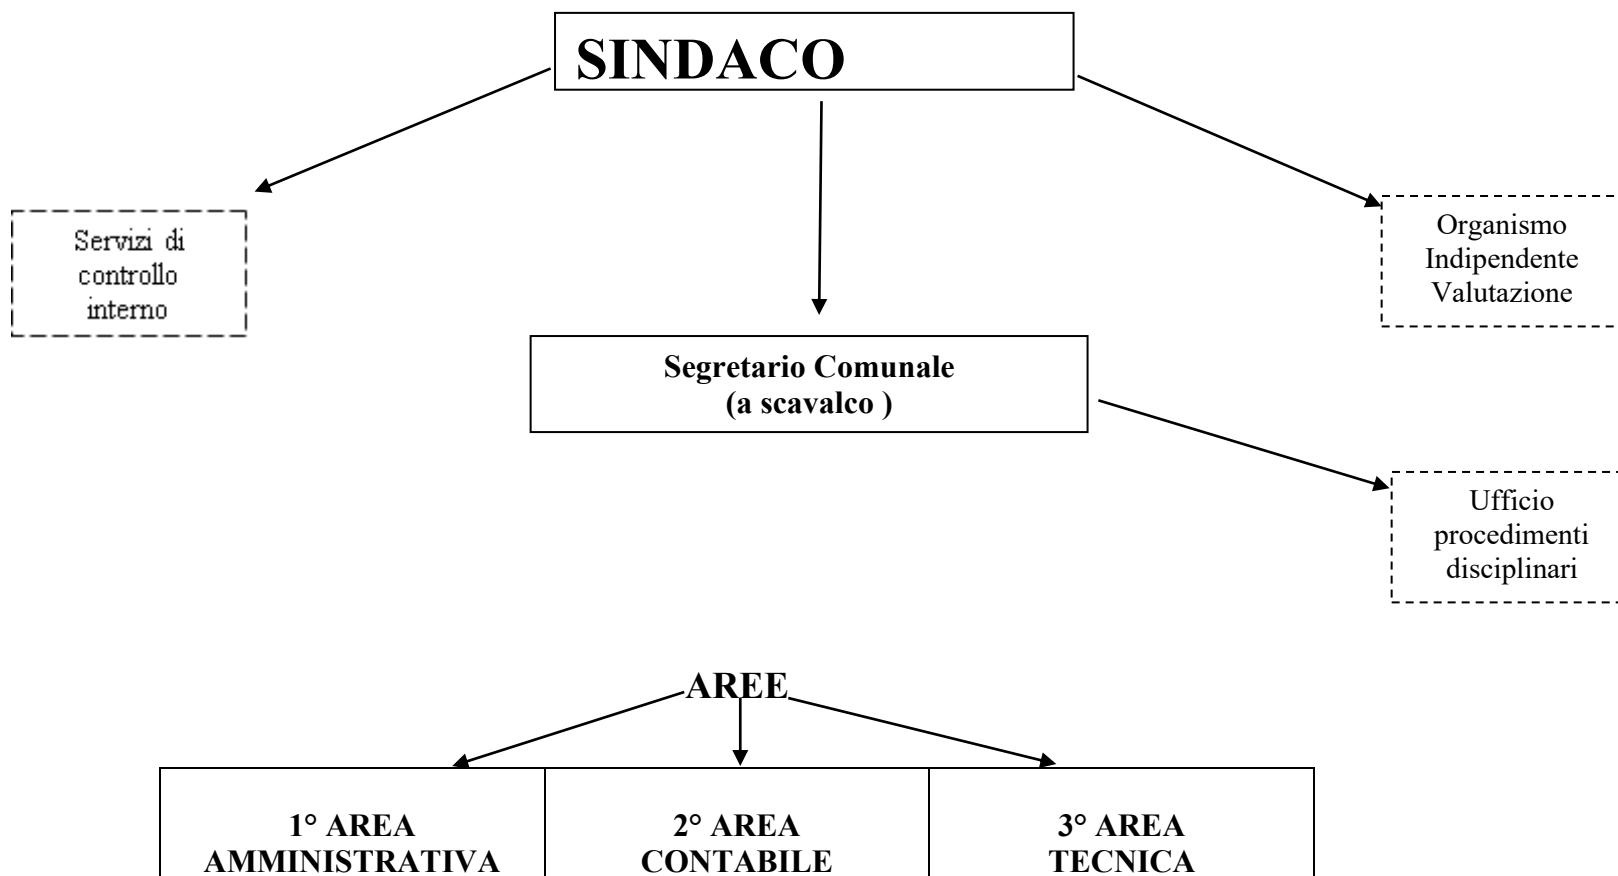 SINDACO
Servizi di
controllo
interno
Organismo
Indipendente
Valutazione
Segretario Comunale
(a scavalco )
Ufficio
procedimenti
disciplinari
AREE
1° AREA
AMMINISTRATIVA
2° AREA
CONTABILE
3° AREA
TECNICA